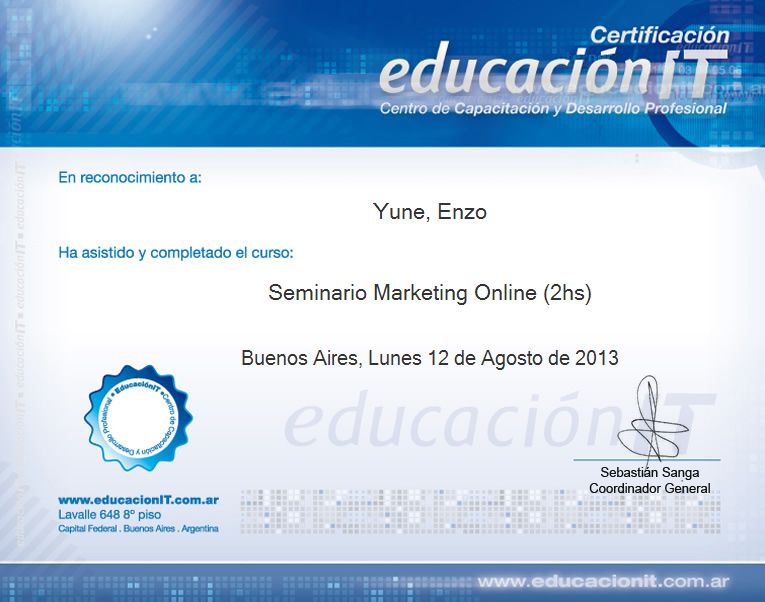 Certificación
educaciónIT
Centro de Capacitación y Desarrollo Profesional
En reconocimiento a:
Yune, Enzo
Ha asistido y completado el curso:
Seminario Marketing Online (2hs)
Buenos Aires, Lunes 12 de Agosto de 2013
EducaciónIT • Centro de Capacitación y Desarrollo Profesional •
educaciónIT
Sebastián Sanga
Coordinador General
www.educacionIT.com.ar
Lavalle 648 8º piso
Capital Federal . Buenos Aires . Argentina
www.educacionit.com.ar